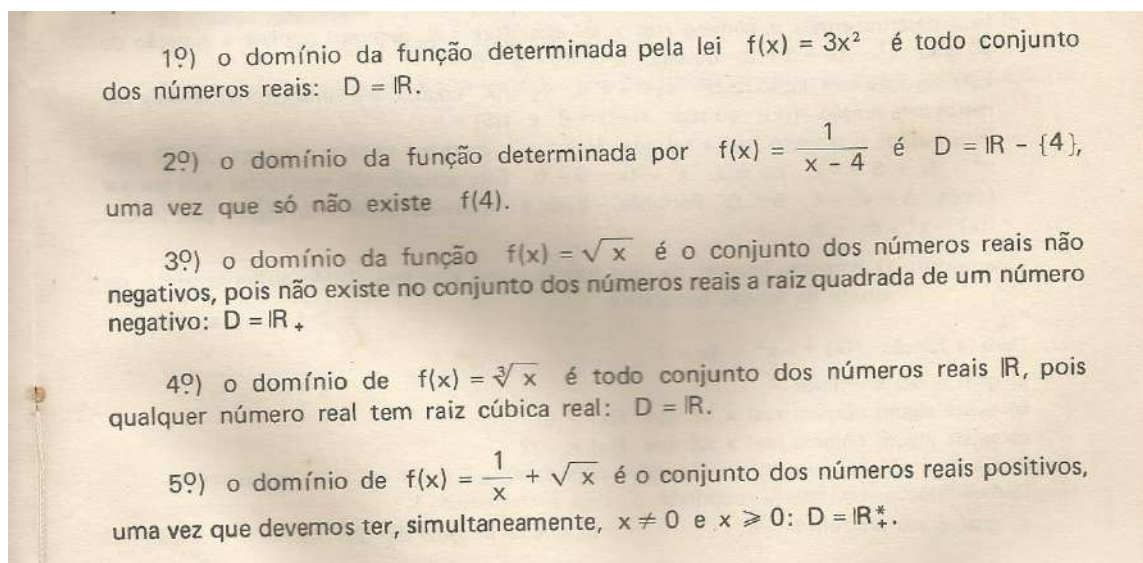 1º) o domínio da função determinada pela lei f(x) = 3x² é todo conjunto
dos números reais: D = ℝ.
2º) o domínio da função determinada por f(x) = 1/(x − 4) é D = ℝ − {4},
uma vez que só não existe f(4).
3º) o domínio da função f(x) = √x é o conjunto dos números reais não
negativos, pois não existe no conjunto dos números reais a raiz quadrada de um número
negativo: D = ℝ₊
4º) o domínio de f(x) = ∛x é todo conjunto dos números reais ℝ, pois
qualquer número real tem raiz cúbica real: D = ℝ.
5º) o domínio de f(x) = 1/x + √x é o conjunto dos números reais positivos,
uma vez que devemos ter, simultaneamente, x ≠ 0 e x ⩾ 0: D = ℝ₊*.